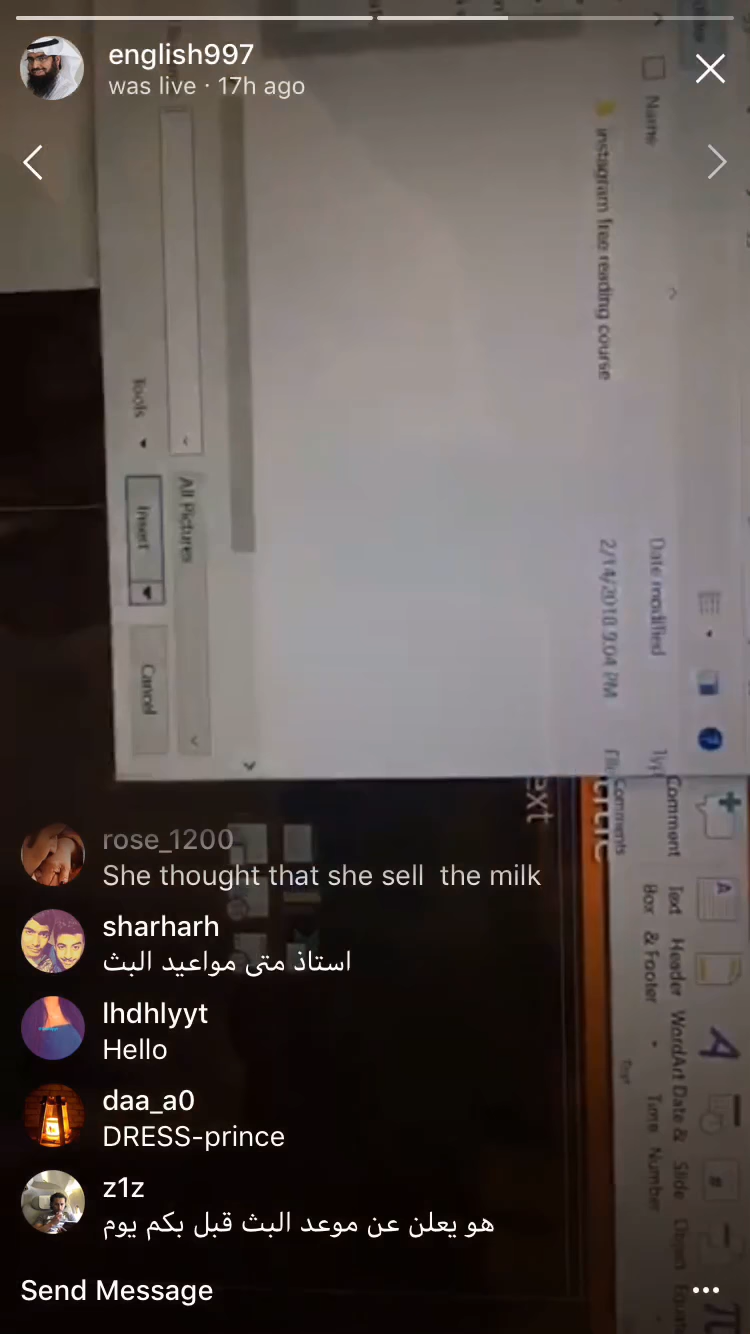 english997
was live · 17h ago
Name
instagram free reading course
Date modified
2/14/2018 9:04 PM
Tools
All Pictures
Insert
Cancel
Comment
Comments
Text Box
Header & Footer
WordArt
Date & Time
Slide Number
Text
rose_1200
She thought that she sell the milk
sharharh
استاذ متى مواعيد البث
lhdhlyyt
Hello
daa_a0
DRESS-prince
z1z
هو يعلن عن موعد البث قبل بكم يوم
Send Message